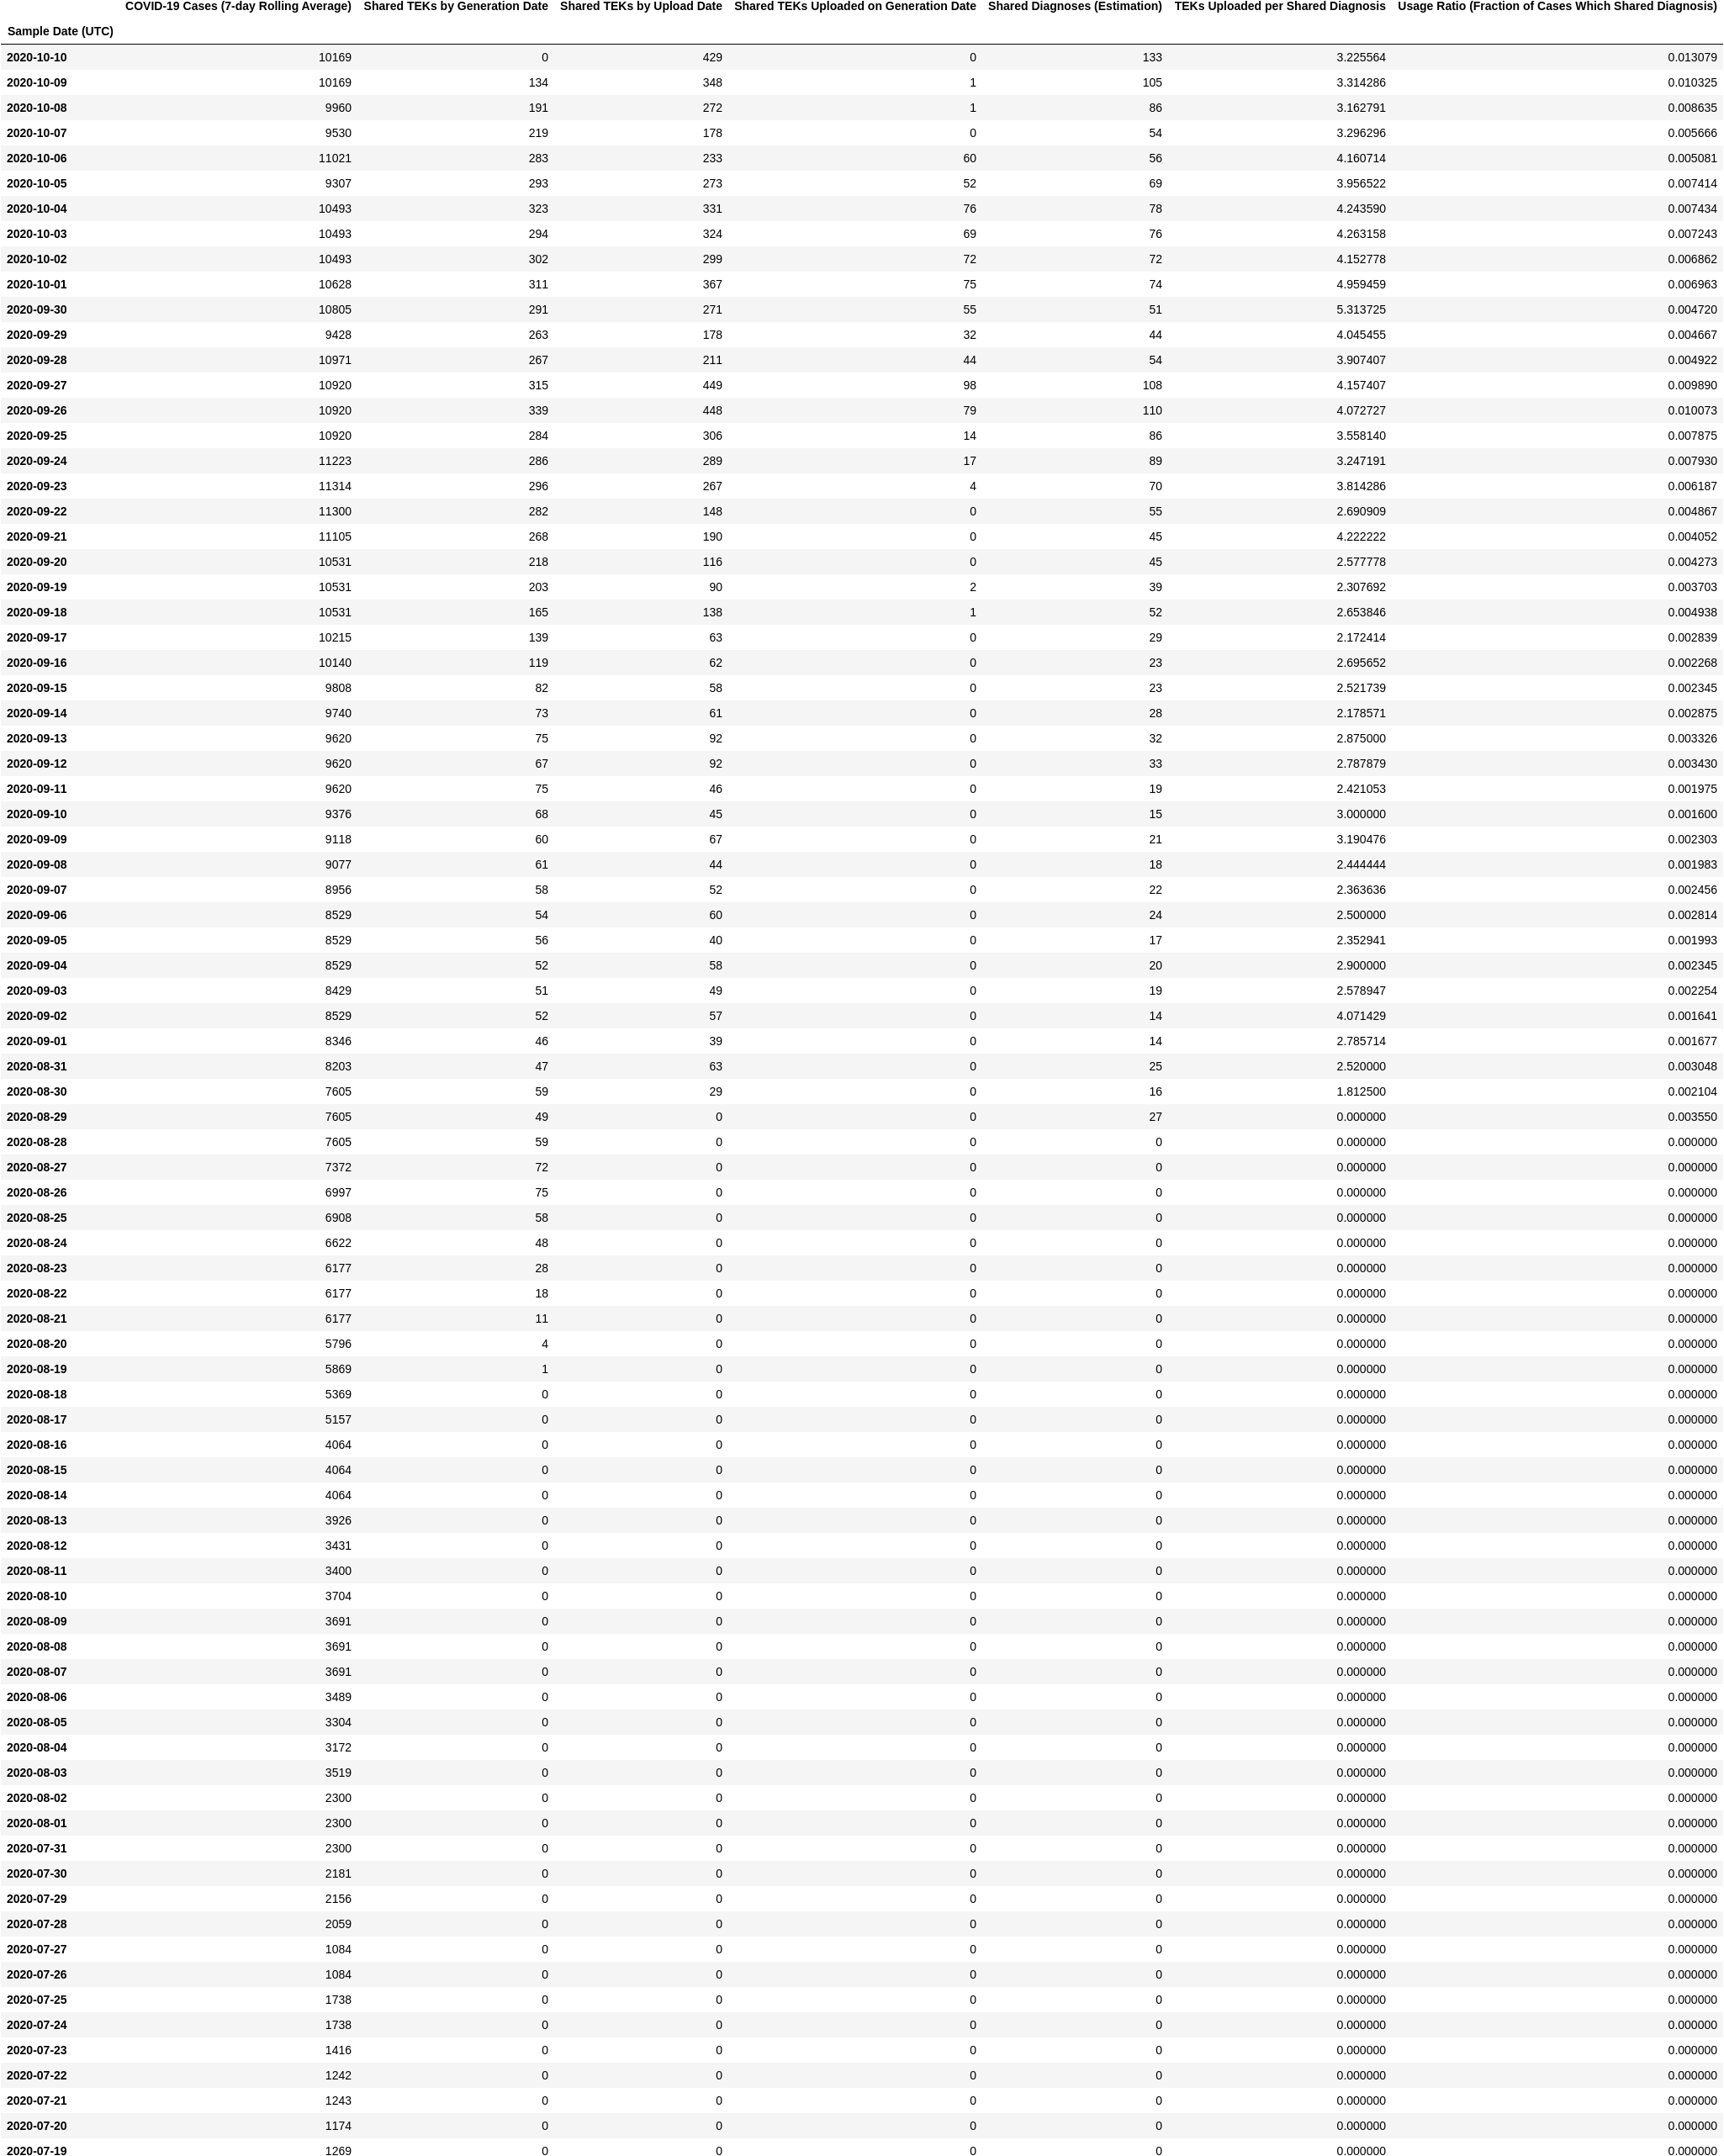 COVID-19 Cases (7-day Rolling Average) Shared TEKs by Generation Date Shared TEKs by Upload Date Shared TEKs Uploaded on Generation Date Shared Diagnoses (Estimation) TEKs Uploaded per Shared Diagnosis Usage Ratio (Fraction of Cases Which Shared Diagnosis)
Sample Date (UTC)
2020-10-10 10169 0 429 0 133 3.225564 0.013079
2020-10-09 10169 134 348 1 105 3.314286 0.010325
2020-10-08 9960 191 272 1 86 3.162791 0.008635
2020-10-07 9530 219 178 0 54 3.296296 0.005666
2020-10-06 11021 283 233 60 56 4.160714 0.005081
2020-10-05 9307 293 273 52 69 3.956522 0.007414
2020-10-04 10493 323 331 76 78 4.243590 0.007434
2020-10-03 10493 294 324 69 76 4.263158 0.007243
2020-10-02 10493 302 299 72 72 4.152778 0.006862
2020-10-01 10628 311 367 75 74 4.959459 0.006963
2020-09-30 10805 291 271 55 51 5.313725 0.004720
2020-09-29 9428 263 178 32 44 4.045455 0.004667
2020-09-28 10971 267 211 44 54 3.907407 0.004922
2020-09-27 10920 315 449 98 108 4.157407 0.009890
2020-09-26 10920 339 448 79 110 4.072727 0.010073
2020-09-25 10920 284 306 14 86 3.558140 0.007875
2020-09-24 11223 286 289 17 89 3.247191 0.007930
2020-09-23 11314 296 267 4 70 3.814286 0.006187
2020-09-22 11300 282 148 0 55 2.690909 0.004867
2020-09-21 11105 268 190 0 45 4.222222 0.004052
2020-09-20 10531 218 116 0 45 2.577778 0.004273
2020-09-19 10531 203 90 2 39 2.307692 0.003703
2020-09-18 10531 165 138 1 52 2.653846 0.004938
2020-09-17 10215 139 63 0 29 2.172414 0.002839
2020-09-16 10140 119 62 0 23 2.695652 0.002268
2020-09-15 9808 82 58 0 23 2.521739 0.002345
2020-09-14 9740 73 61 0 28 2.178571 0.002875
2020-09-13 9620 75 92 0 32 2.875000 0.003326
2020-09-12 9620 67 92 0 33 2.787879 0.003430
2020-09-11 9620 75 46 0 19 2.421053 0.001975
2020-09-10 9376 68 45 0 15 3.000000 0.001600
2020-09-09 9118 60 67 0 21 3.190476 0.002303
2020-09-08 9077 61 44 0 18 2.444444 0.001983
2020-09-07 8956 58 52 0 22 2.363636 0.002456
2020-09-06 8529 54 60 0 24 2.500000 0.002814
2020-09-05 8529 56 40 0 17 2.352941 0.001993
2020-09-04 8529 52 58 0 20 2.900000 0.002345
2020-09-03 8429 51 49 0 19 2.578947 0.002254
2020-09-02 8529 52 57 0 14 4.071429 0.001641
2020-09-01 8346 46 39 0 14 2.785714 0.001677
2020-08-31 8203 47 63 0 25 2.520000 0.003048
2020-08-30 7605 59 29 0 16 1.812500 0.002104
2020-08-29 7605 49 0 0 27 0.000000 0.003550
2020-08-28 7605 59 0 0 0 0.000000 0.000000
2020-08-27 7372 72 0 0 0 0.000000 0.000000
2020-08-26 6997 75 0 0 0 0.000000 0.000000
2020-08-25 6908 58 0 0 0 0.000000 0.000000
2020-08-24 6622 48 0 0 0 0.000000 0.000000
2020-08-23 6177 28 0 0 0 0.000000 0.000000
2020-08-22 6177 18 0 0 0 0.000000 0.000000
2020-08-21 6177 11 0 0 0 0.000000 0.000000
2020-08-20 5796 4 0 0 0 0.000000 0.000000
2020-08-19 5869 1 0 0 0 0.000000 0.000000
2020-08-18 5369 0 0 0 0 0.000000 0.000000
2020-08-17 5157 0 0 0 0 0.000000 0.000000
2020-08-16 4064 0 0 0 0 0.000000 0.000000
2020-08-15 4064 0 0 0 0 0.000000 0.000000
2020-08-14 4064 0 0 0 0 0.000000 0.000000
2020-08-13 3926 0 0 0 0 0.000000 0.000000
2020-08-12 3431 0 0 0 0 0.000000 0.000000
2020-08-11 3400 0 0 0 0 0.000000 0.000000
2020-08-10 3704 0 0 0 0 0.000000 0.000000
2020-08-09 3691 0 0 0 0 0.000000 0.000000
2020-08-08 3691 0 0 0 0 0.000000 0.000000
2020-08-07 3691 0 0 0 0 0.000000 0.000000
2020-08-06 3489 0 0 0 0 0.000000 0.000000
2020-08-05 3304 0 0 0 0 0.000000 0.000000
2020-08-04 3172 0 0 0 0 0.000000 0.000000
2020-08-03 3519 0 0 0 0 0.000000 0.000000
2020-08-02 2300 0 0 0 0 0.000000 0.000000
2020-08-01 2300 0 0 0 0 0.000000 0.000000
2020-07-31 2300 0 0 0 0 0.000000 0.000000
2020-07-30 2181 0 0 0 0 0.000000 0.000000
2020-07-29 2156 0 0 0 0 0.000000 0.000000
2020-07-28 2059 0 0 0 0 0.000000 0.000000
2020-07-27 1084 0 0 0 0 0.000000 0.000000
2020-07-26 1084 0 0 0 0 0.000000 0.000000
2020-07-25 1738 0 0 0 0 0.000000 0.000000
2020-07-24 1738 0 0 0 0 0.000000 0.000000
2020-07-23 1416 0 0 0 0 0.000000 0.000000
2020-07-22 1242 0 0 0 0 0.000000 0.000000
2020-07-21 1243 0 0 0 0 0.000000 0.000000
2020-07-20 1174 0 0 0 0 0.000000 0.000000
2020-07-19 1269 0 0 0 0 0.000000 0.000000